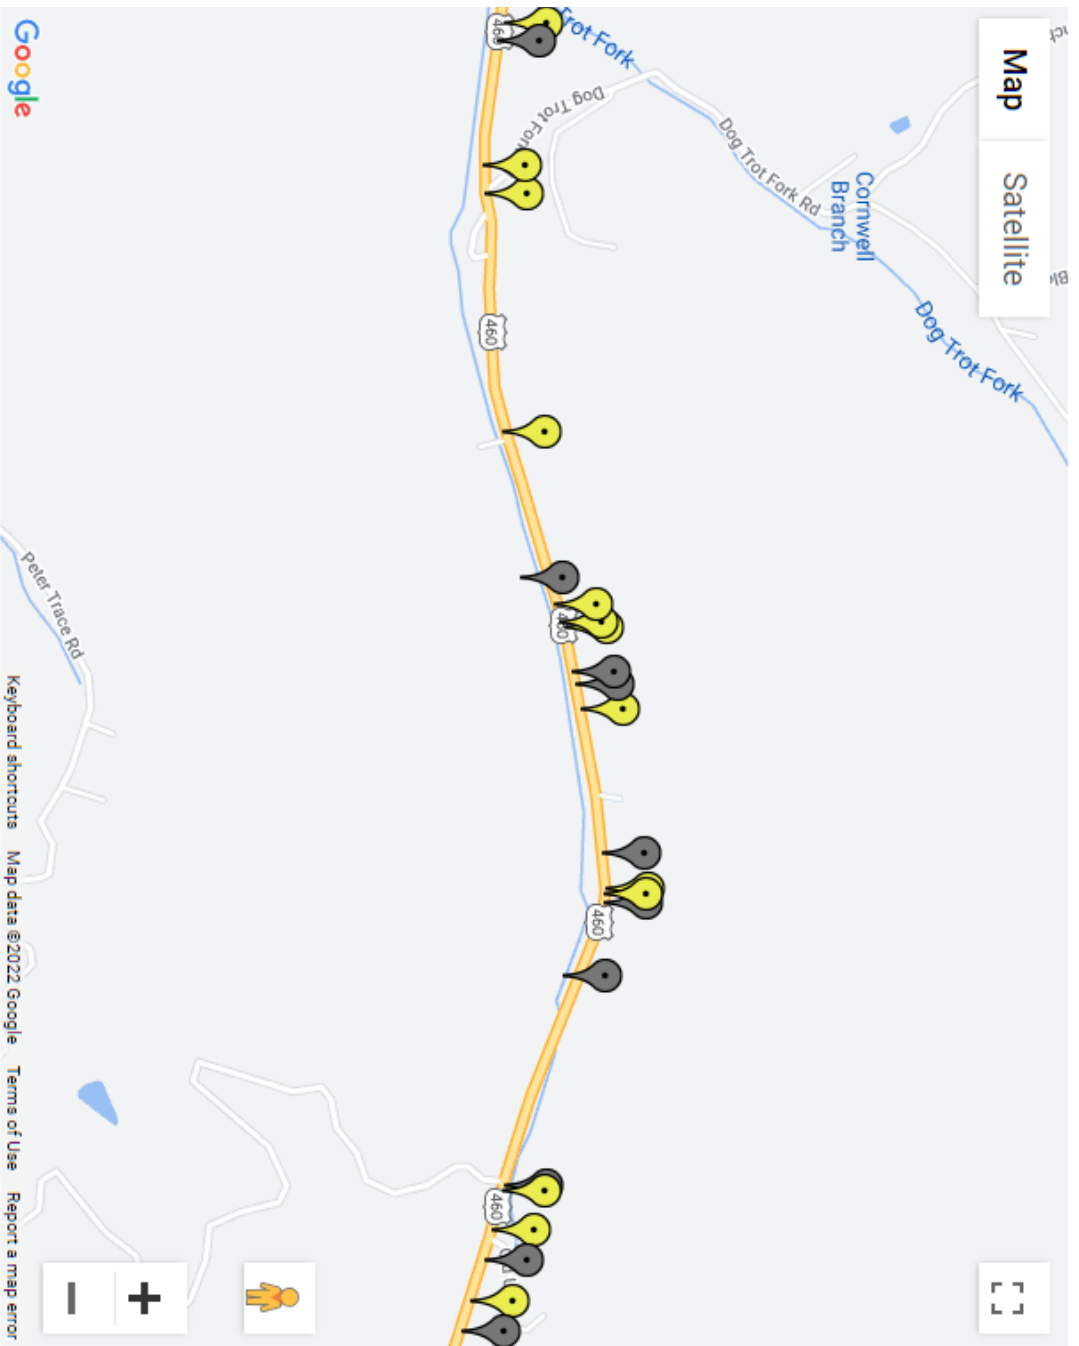 Map
Satellite
Trot Fork
Dog Trot Fork
Dog Trot Fork Rd
Cornwell
Branch
Dog Trot Fork
460
460
460
460
460
Peter Trace Rd
Google
Keyboard shortcuts Map data ©2022 Google Terms of Use Report a map error